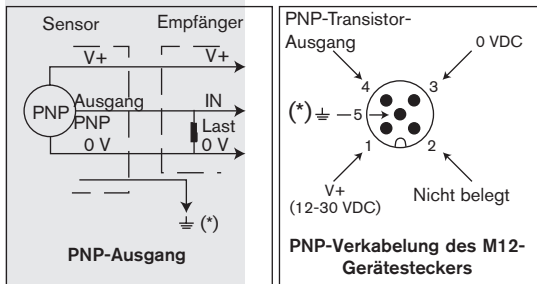 Sensor
Empfänger
V+
V+
PNP
Ausgang
PNP
IN
Last
0 V
0 V
(*)
PNP-Ausgang
PNP-Transistor-
Ausgang
0 VDC
4
3
(*)
5
1
2
V+
(12-30 VDC)
Nicht belegt
PNP-Verkabelung des M12-
Gerätesteckers